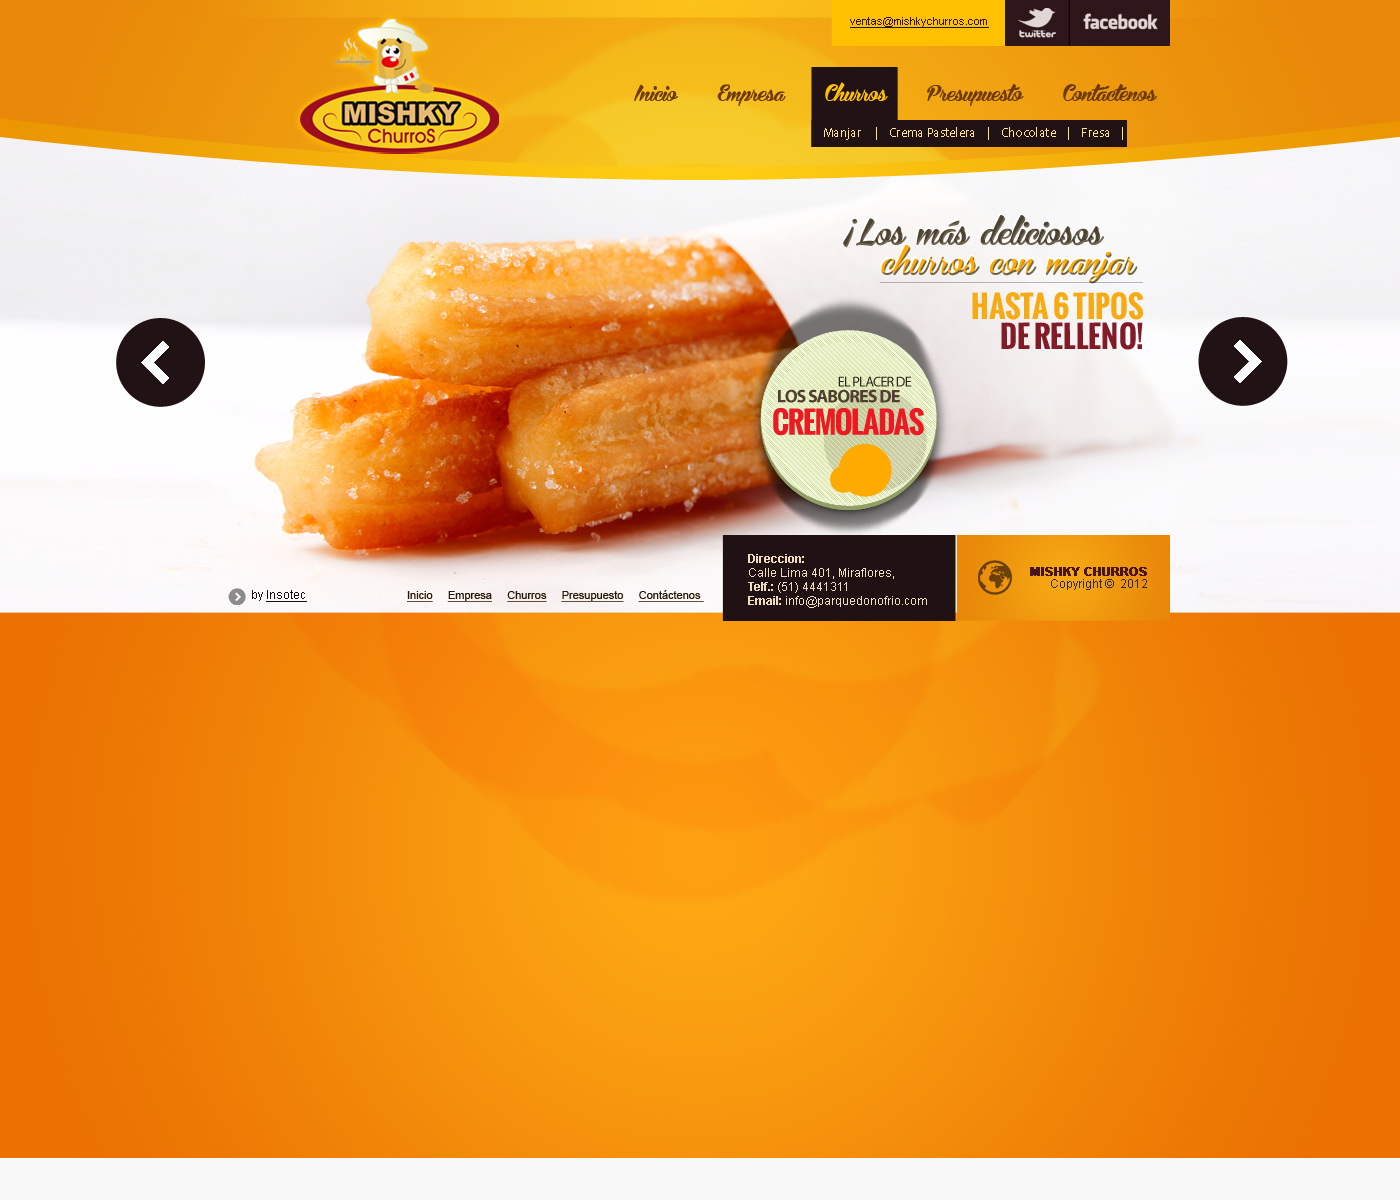 ventas@mishkychurros.com
twitter
facebook
MISHKY
ChurroS
Inicio
Empresa
Churros
Presupuesto
Contáctenos
Manjar | Crema Pastelera | Chocolate | Fresa |
¡Los más deliciosos
churros con manjar
HASTA 6 TIPOS
DE RELLENO!
EL PLACER DE
LOS SABORES DE
CREMOLADAS
by Insotec
Inicio
Empresa
Churros
Presupuesto
Contáctenos
Direccion:
Calle Lima 401, Miraflores,
Telf.: (51) 4441311
Email: info@parquedonofrio.com
MISHKY CHURROS
Copyright © 2012